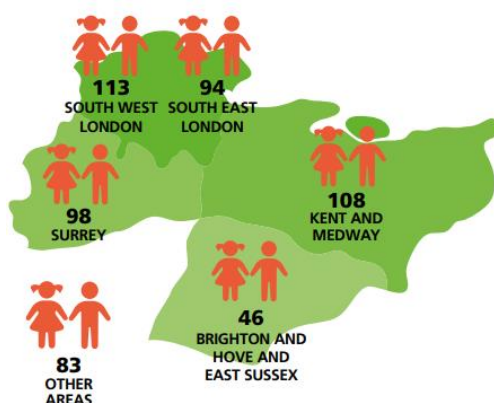 113
SOUTH WEST
LONDON
94
SOUTH EAST
LONDON
98
SURREY
108
KENT AND
MEDWAY
46
BRIGHTON AND
HOVE AND
EAST SUSSEX
83
OTHER
AREAS